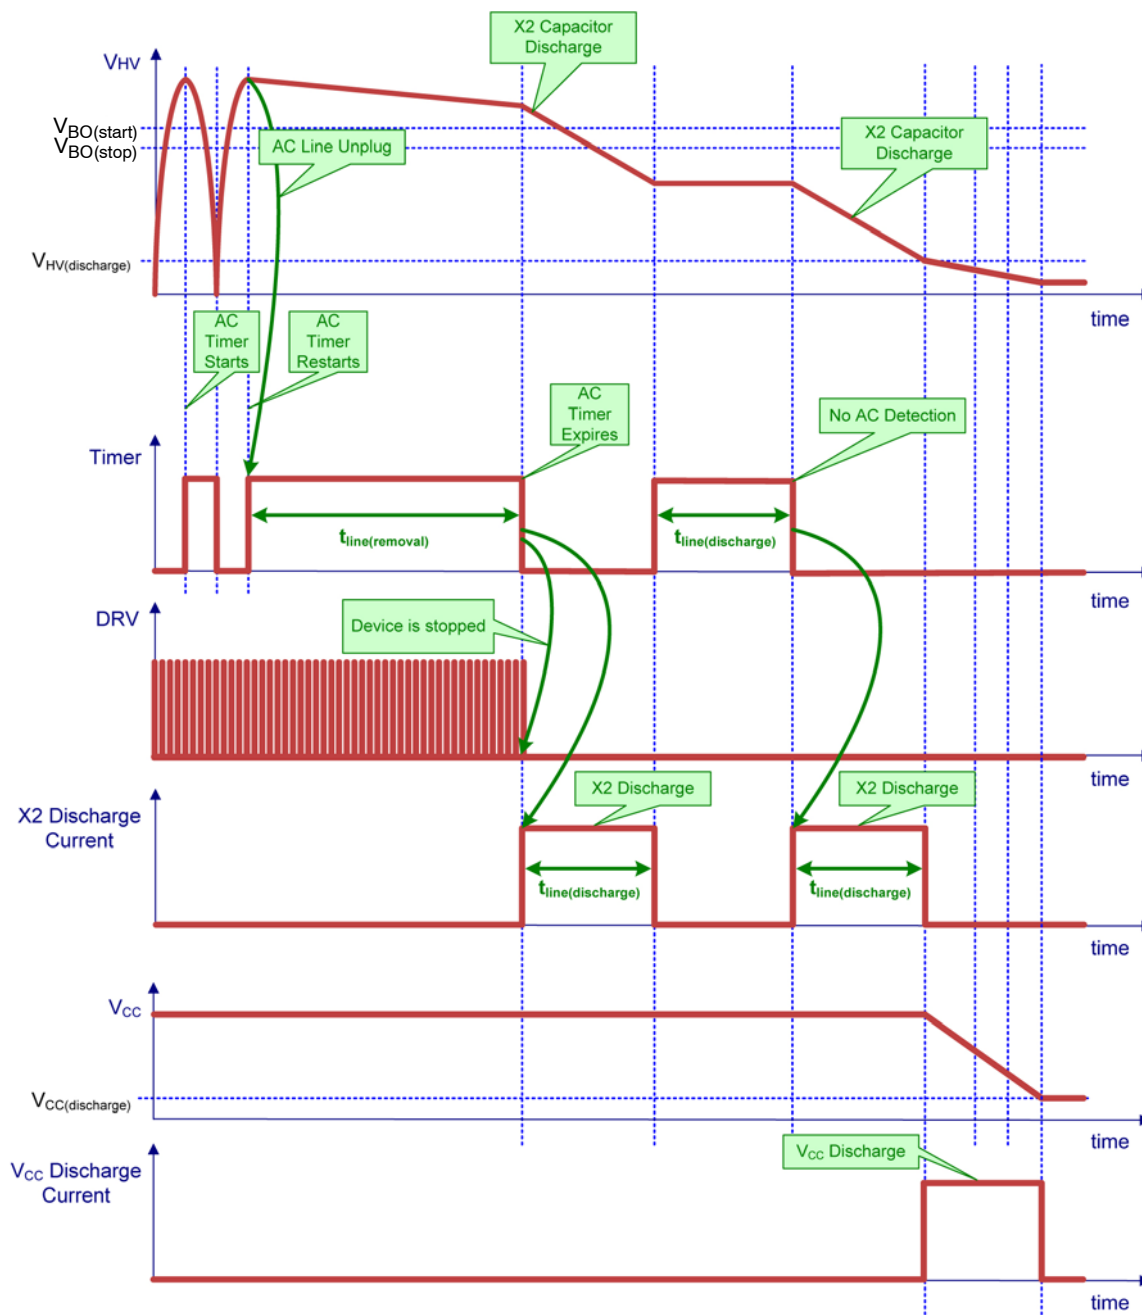 X2 Capacitor
Discharge
VHV
VBO(start)
VBO(stop)
AC Line Unplug
X2 Capacitor
Discharge
VHV(discharge)
time
AC
Timer
Starts
AC
Timer
Restarts
AC
Timer
Expires
No AC Detection
Timer
tline(removal)
tline(discharge)
time
DRV
Device is stopped
time
X2 Discharge
Current
X2 Discharge
X2 Discharge
tline(discharge)
tline(discharge)
time
VCC
VCC(discharge)
time
VCC Discharge
VCC Discharge
Current
time